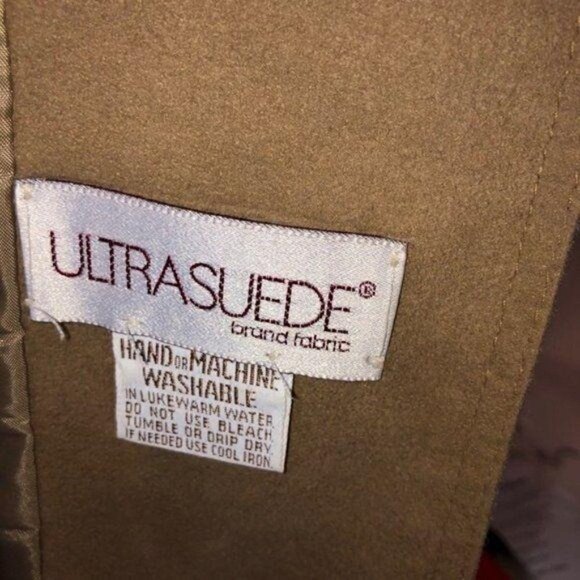 ULTRASUEDE®
brand fabric
HAND OR MACHINE
WASHABLE
IN LUKEWARM WATER.
DO NOT USE BLEACH.
TUMBLE OR DRIP DRY.
IF NEEDED USE COOL IRON.